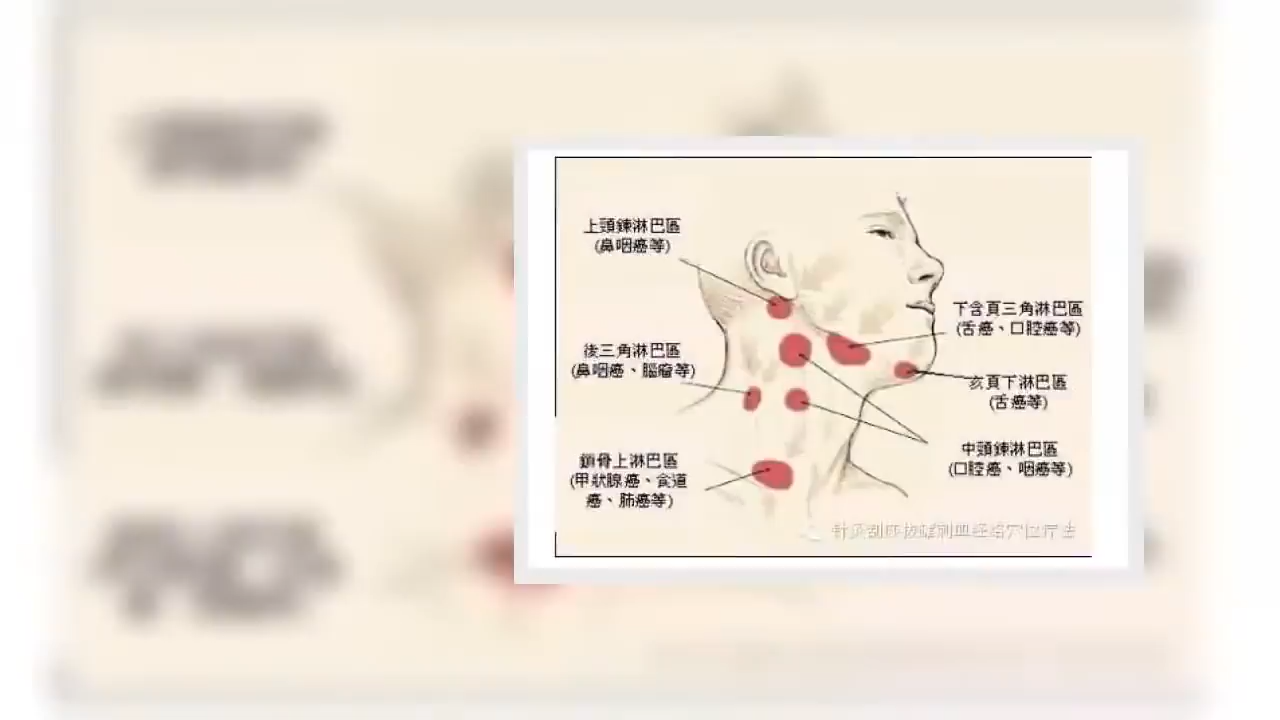 上頭鍊淋巴區
(鼻咽癌等)
後三角淋巴區
(鼻咽癌、腦瘤等)
鎖骨上淋巴區
(甲狀腺癌、食道
癌、肺癌等)
下含頁三角淋巴區
(舌癌、口腔癌等)
亥頁下淋巴區
(舌癌等)
中頭鍊淋巴區
(口腔癌、咽癌等)